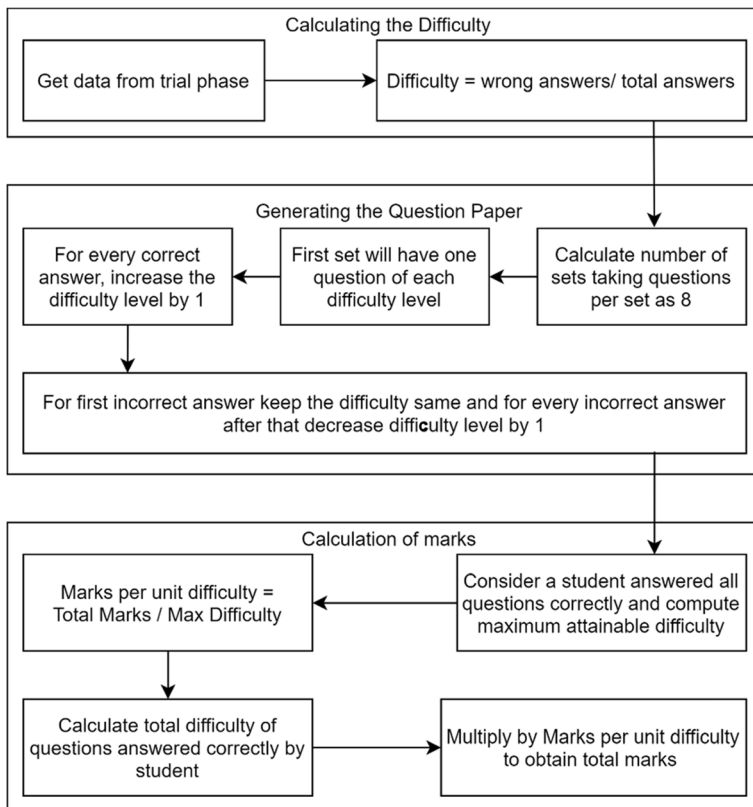 Calculating the Difficulty
Get data from trial phase
Difficulty = wrong answers/ total answers
Generating the Question Paper
For every correct
answer, increase the
difficulty level by 1
First set will have one
question of each
difficulty level
Calculate number of
sets taking questions
per set as 8
For first incorrect answer keep the difficulty same and for every incorrect answer
after that decrease difficulty level by 1
Calculation of marks
Marks per unit difficulty =
Total Marks / Max Difficulty
Consider a student answered all
questions correctly and compute
maximum attainable difficulty
Calculate total difficulty of
questions answered correctly by
student
Multiply by Marks per unit difficulty
to obtain total marks